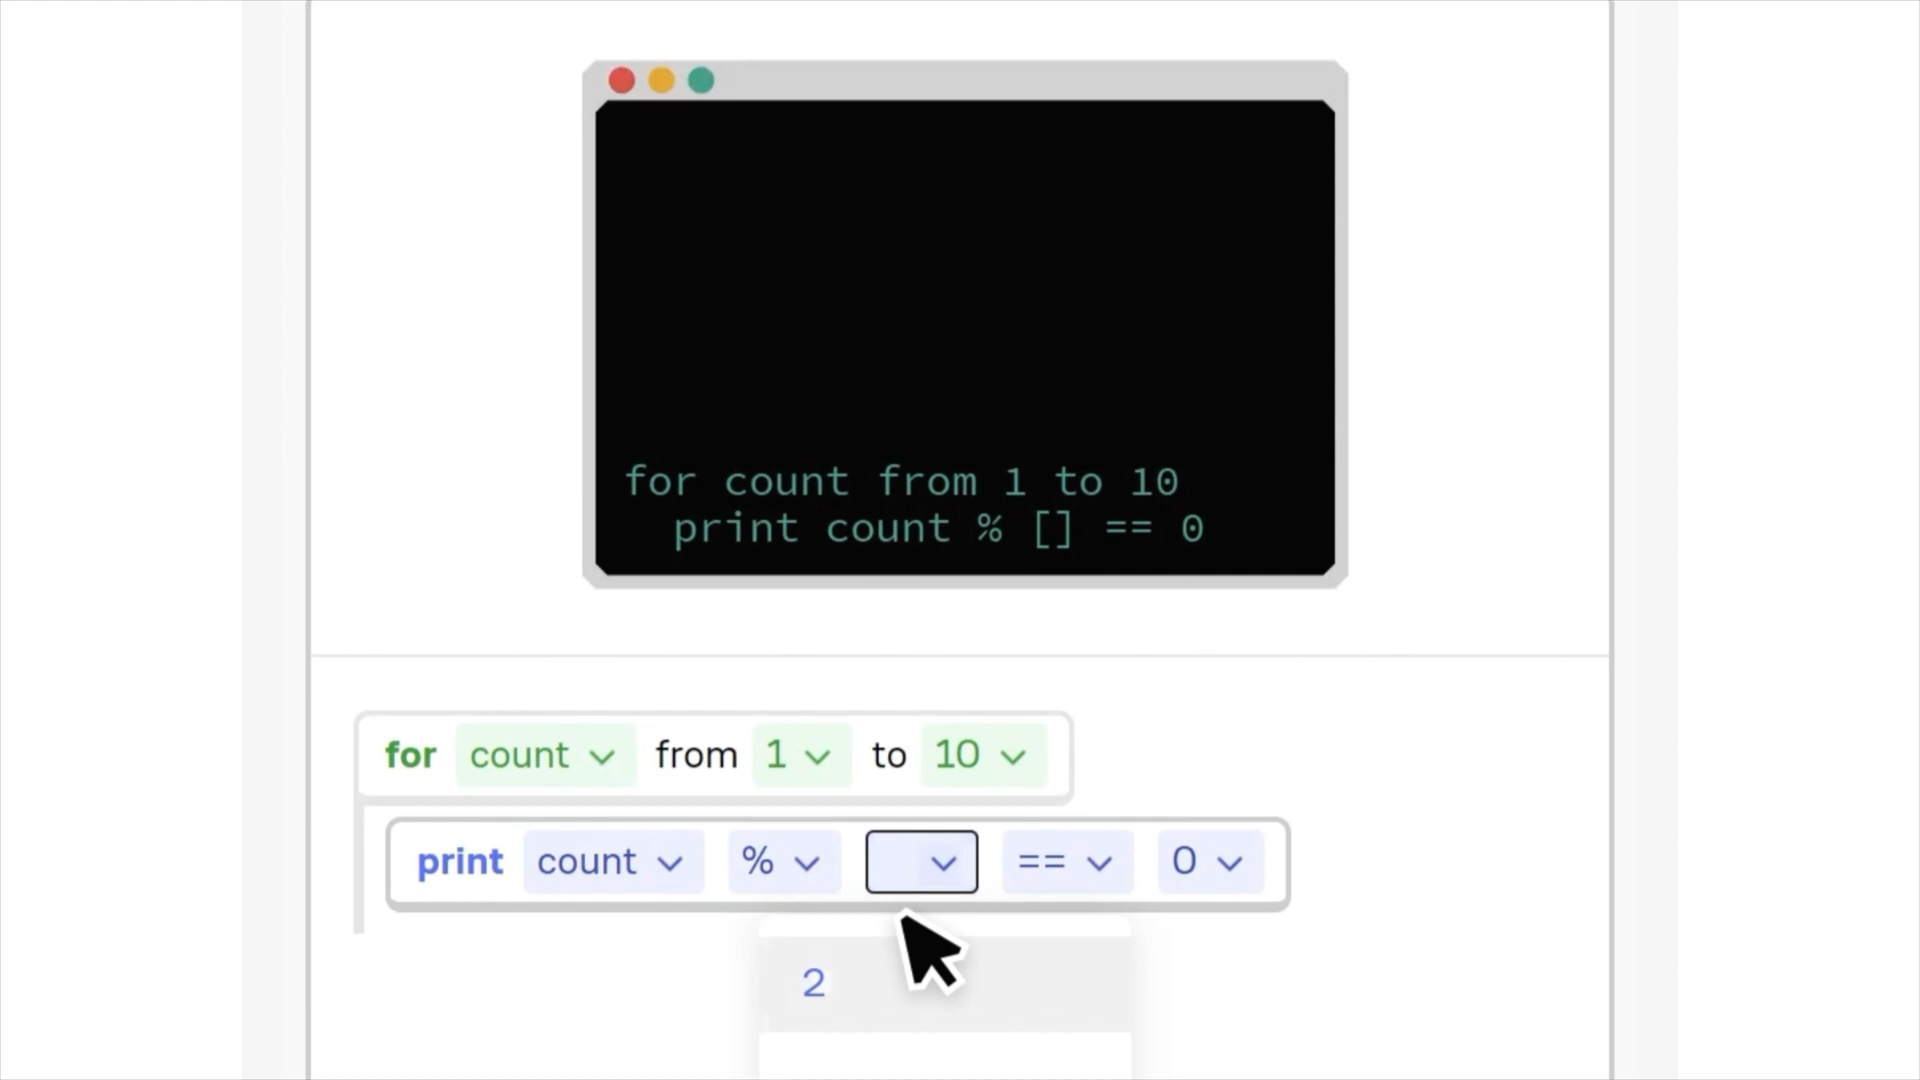 for count from 1 to 10
print count % [] == 0
for count from 1 to 10
print count % == 0
2